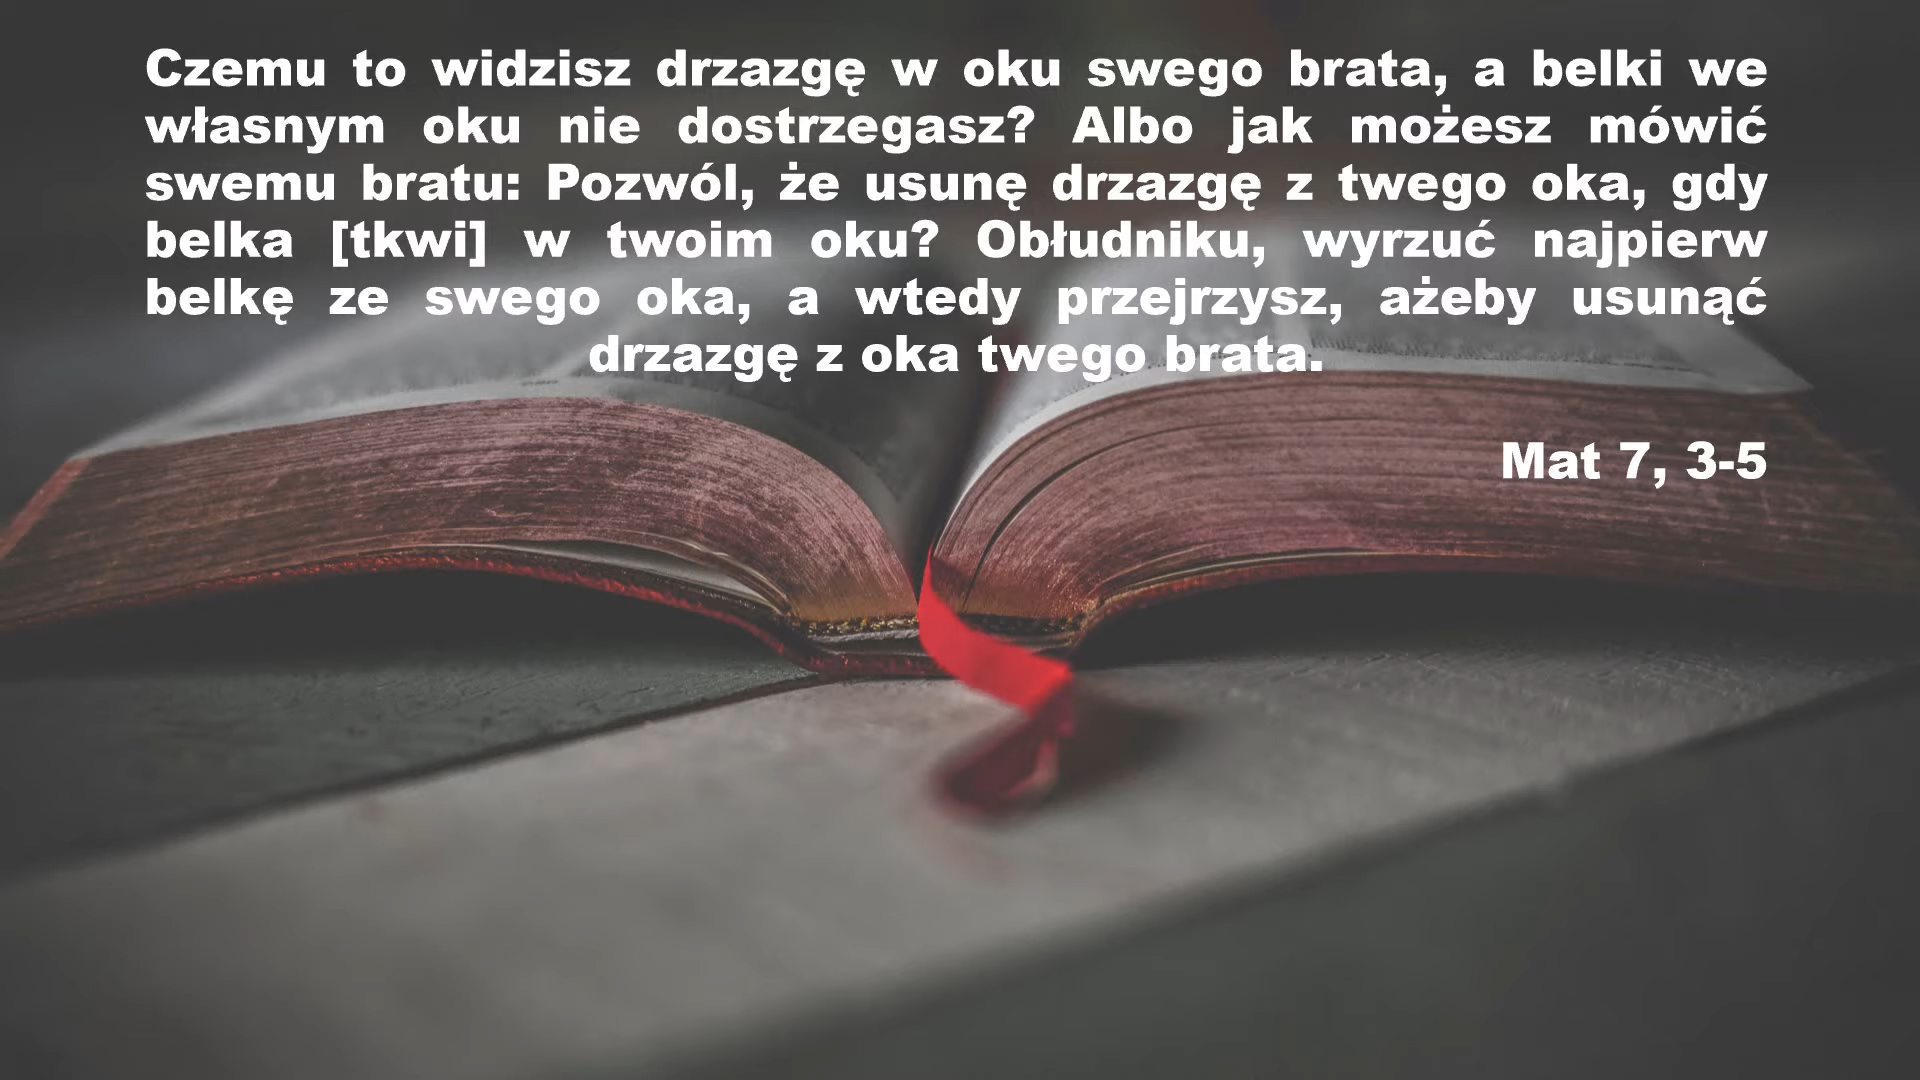 Czemu to widzisz drzazgę w oku swego brata, a belki we
własnym oku nie dostrzegasz? Albo jak możesz mówić
swemu bratu: Pozwól, że usunę drzazgę z twego oka, gdy
belka [tkwi] w twoim oku? Obłudniku, wyrzuć najpierw
belkę ze swego oka, a wtedy przejrzysz, ażeby usunąć
drzazgę z oka twego brata.
Mat 7, 3-5